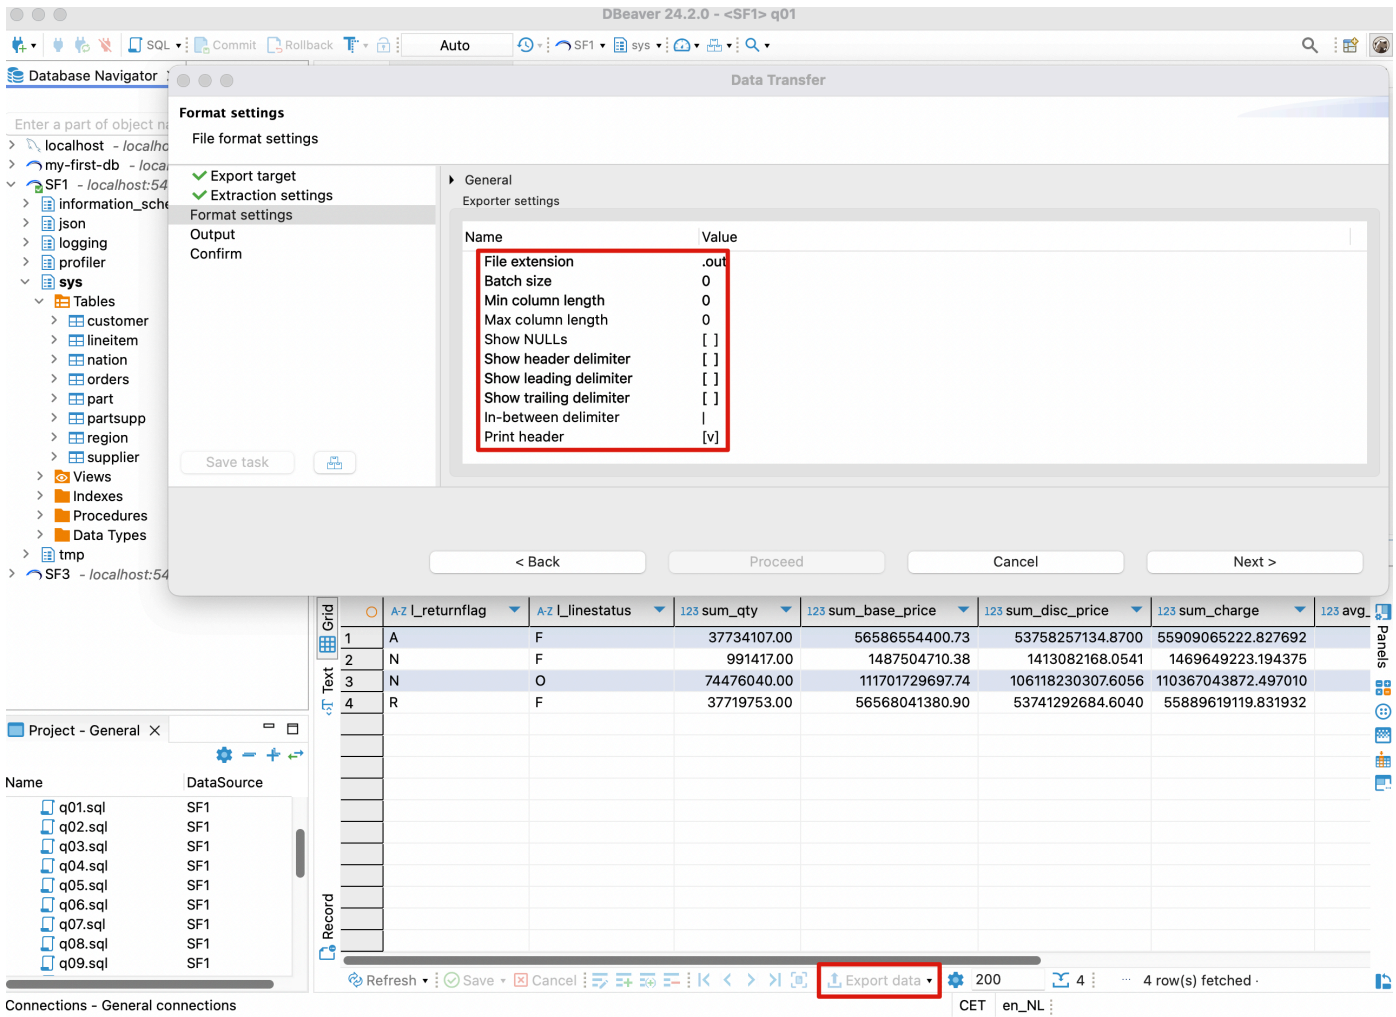 DBeaver 24.2.0 - <SF1> q01
SQL Commit Rollback Auto SF1 sys
Database Navigator
Data Transfer
Format settings
File format settings
Enter a part of object na
localhost - localho
my-first-db - loca
SF1 - localhost:54
information_sche
json
logging
profiler
sys
Tables
customer
lineitem
nation
orders
part
partsupp
region
supplier
Views
Indexes
Procedures
Data Types
tmp
SF3 - localhost:54
Export target
Extraction settings
Format settings
Output
Confirm
Save task
General
Exporter settings
Name Value
File extension .out
Batch size 0
Min column length 0
Max column length 0
Show NULLs [ ]
Show header delimiter [ ]
Show leading delimiter [ ]
Show trailing delimiter [ ]
In-between delimiter |
Print header [v]
< Back Proceed Cancel Next >
Grid
Text
Record
Panels
A-Z l_returnflag A-Z l_linestatus 123 sum_qty 123 sum_base_price 123 sum_disc_price 123 sum_charge 123 avg_
1 A F 37734107.00 56586554400.73 53758257134.8700 55909065222.827692
2 N F 991417.00 1487504710.38 1413082168.0541 1469649223.194375
3 N O 74476040.00 111701729697.74 106118230307.6056 110367043872.497010
4 R F 37719753.00 56568041380.90 53741292684.6040 55889619119.831932
Project - General
Name DataSource
q01.sql SF1
q02.sql SF1
q03.sql SF1
q04.sql SF1
q05.sql SF1
q06.sql SF1
q07.sql SF1
q08.sql SF1
q09.sql SF1
Refresh Save Cancel Export data 200 4 ... 4 row(s) fetched ·
Connections - General connections
CET en_NL